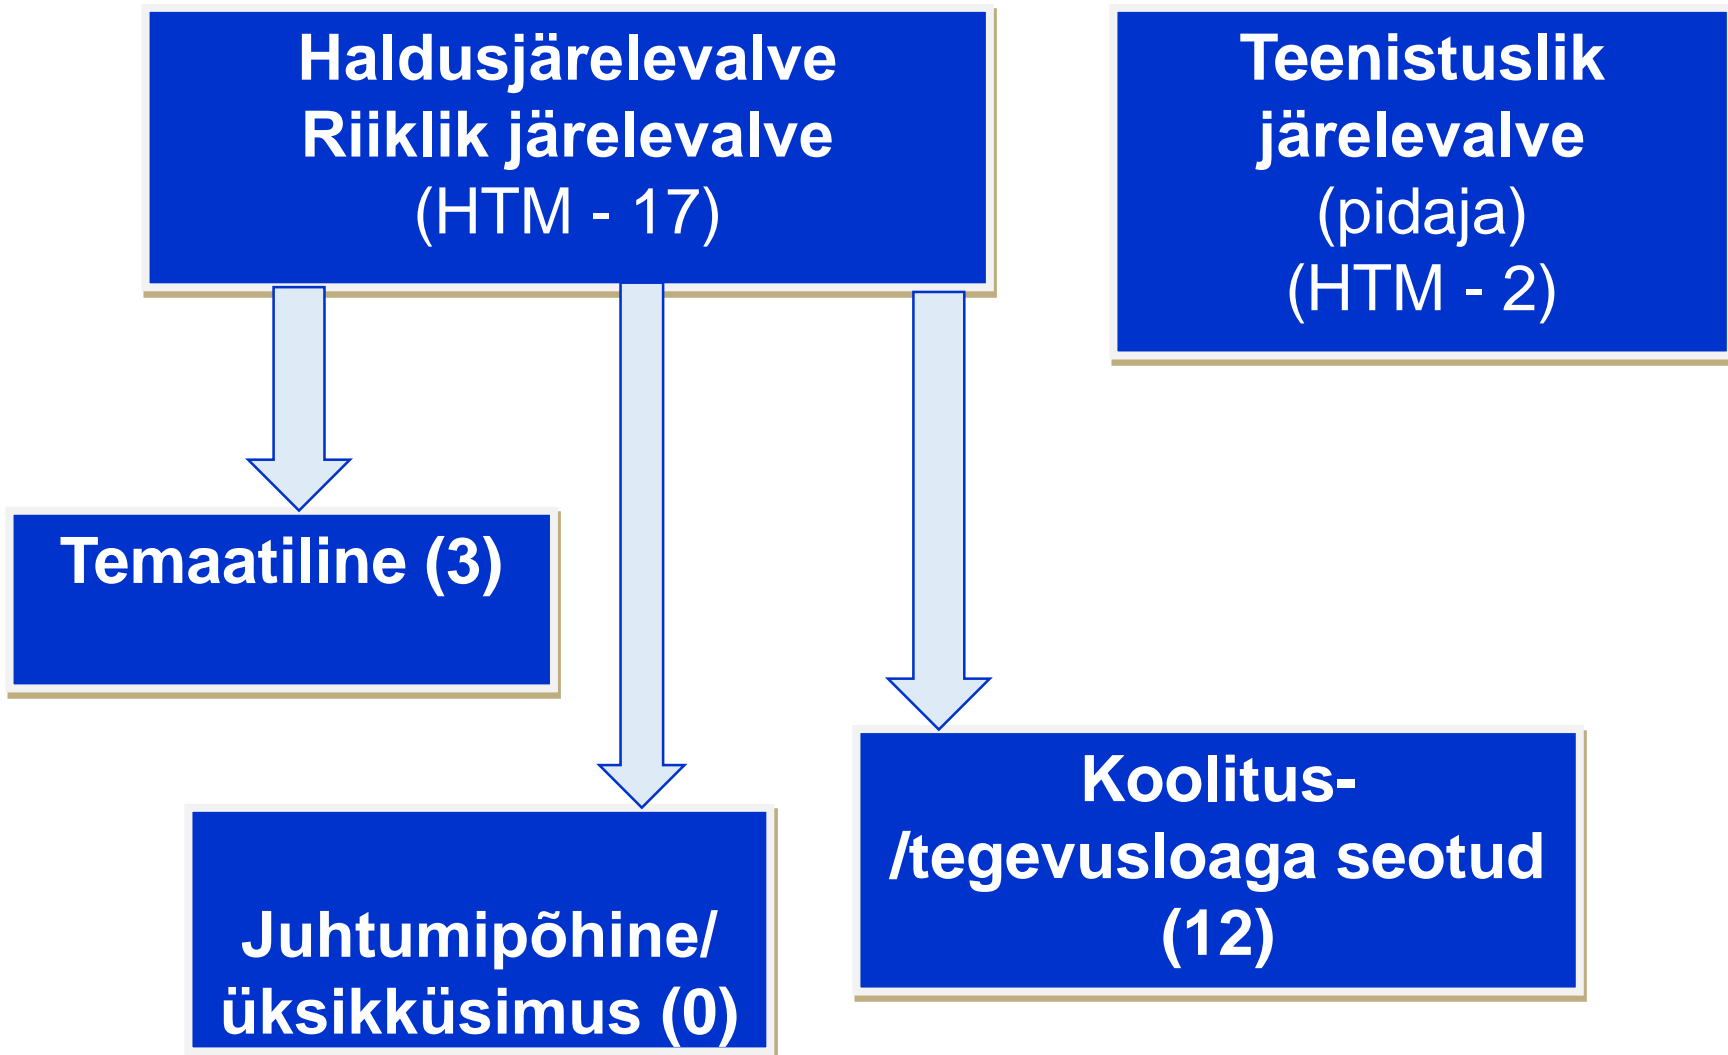 Haldusjärelevalve
Riiklik järelevalve
(HTM - 17)
Teenistuslik
järelevalve
(pidaja)
(HTM - 2)
Temaatiline (3)
Juhtumipõhine/
üksikküsimus (0)
Koolitus-
/tegevusloaga seotud
(12)